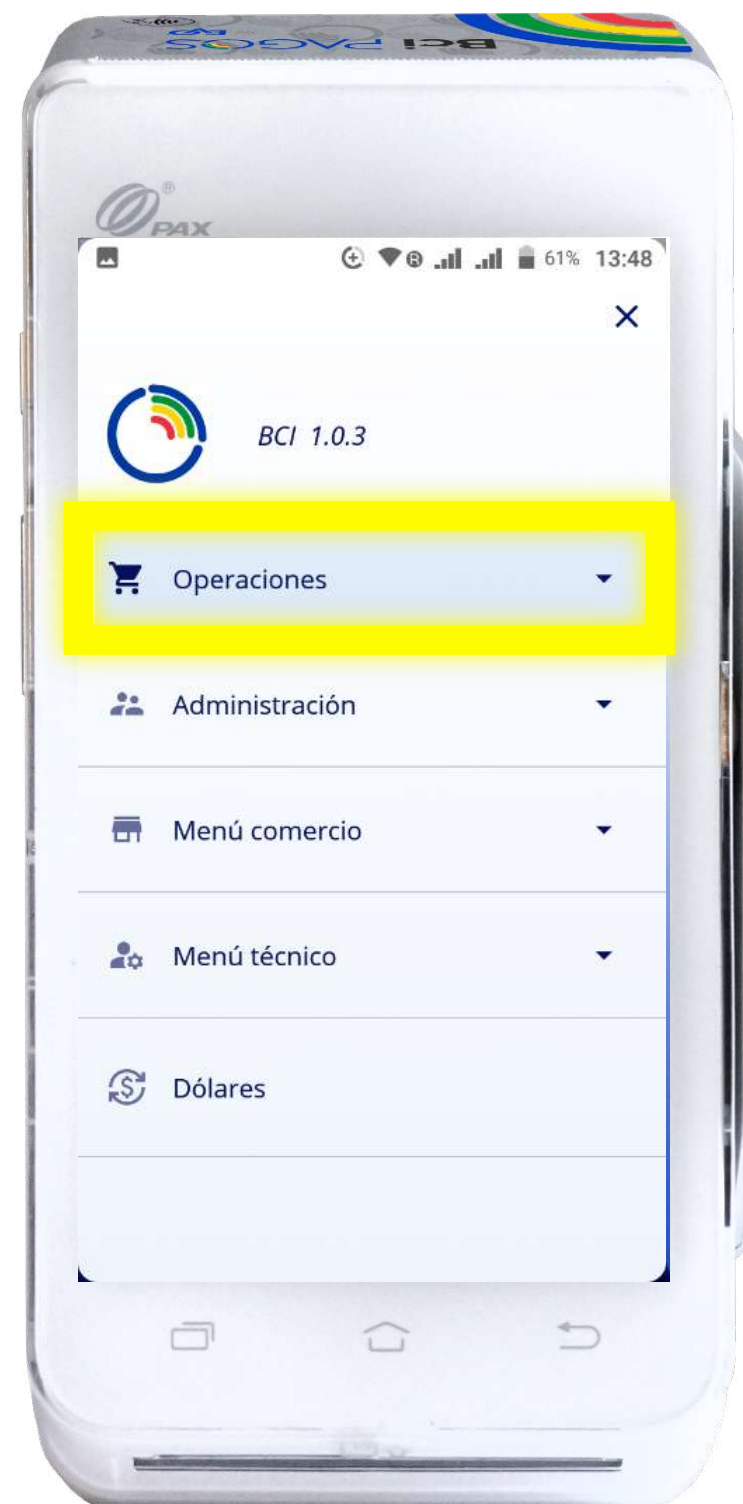 Bci PAGOS
PAX
61% 13:48
BCI 1.0.3
Operaciones
Administración
Menú comercio
Menú técnico
Dólares